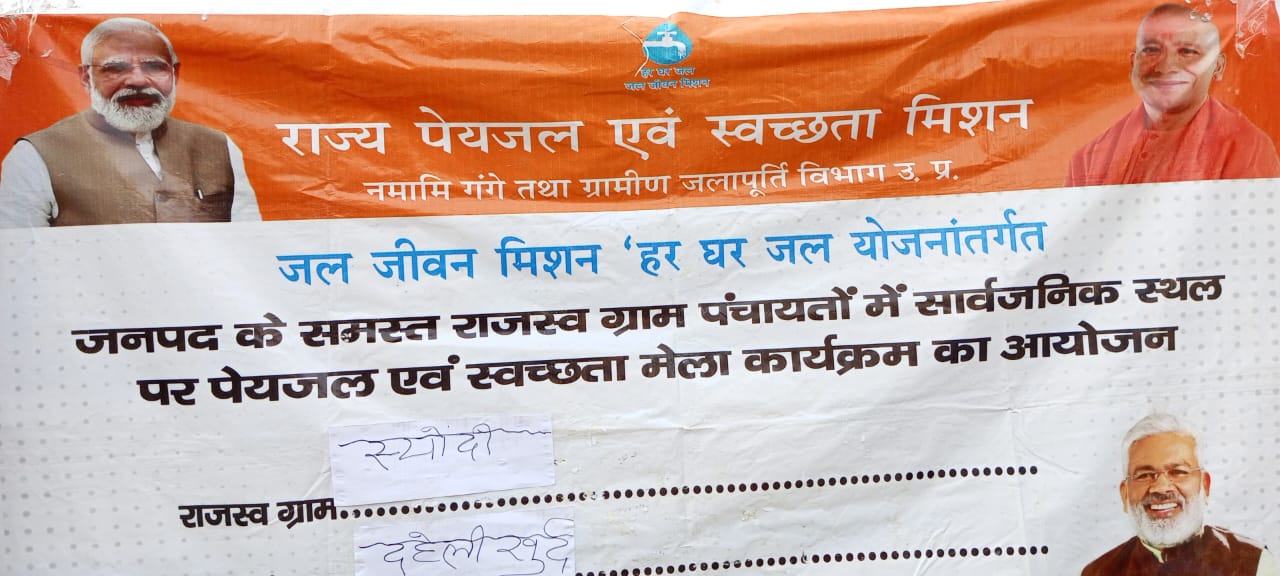 हर घर जल
जल जीवन मिशन
राज्य पेयजल एवं स्वच्छता मिशन
नमामि गंगे तथा ग्रामीण जलापूर्ति विभाग उ. प्र.
जल जीवन मिशन ‘हर घर जल योजनांतर्गत
जनपद के समस्त राजस्व ग्राम पंचायतों में सार्वजनिक स्थल
पर पेयजल एवं स्वच्छता मेला कार्यक्रम का आयोजन
स्योदी
राजस्व ग्राम
दहेली खुर्द